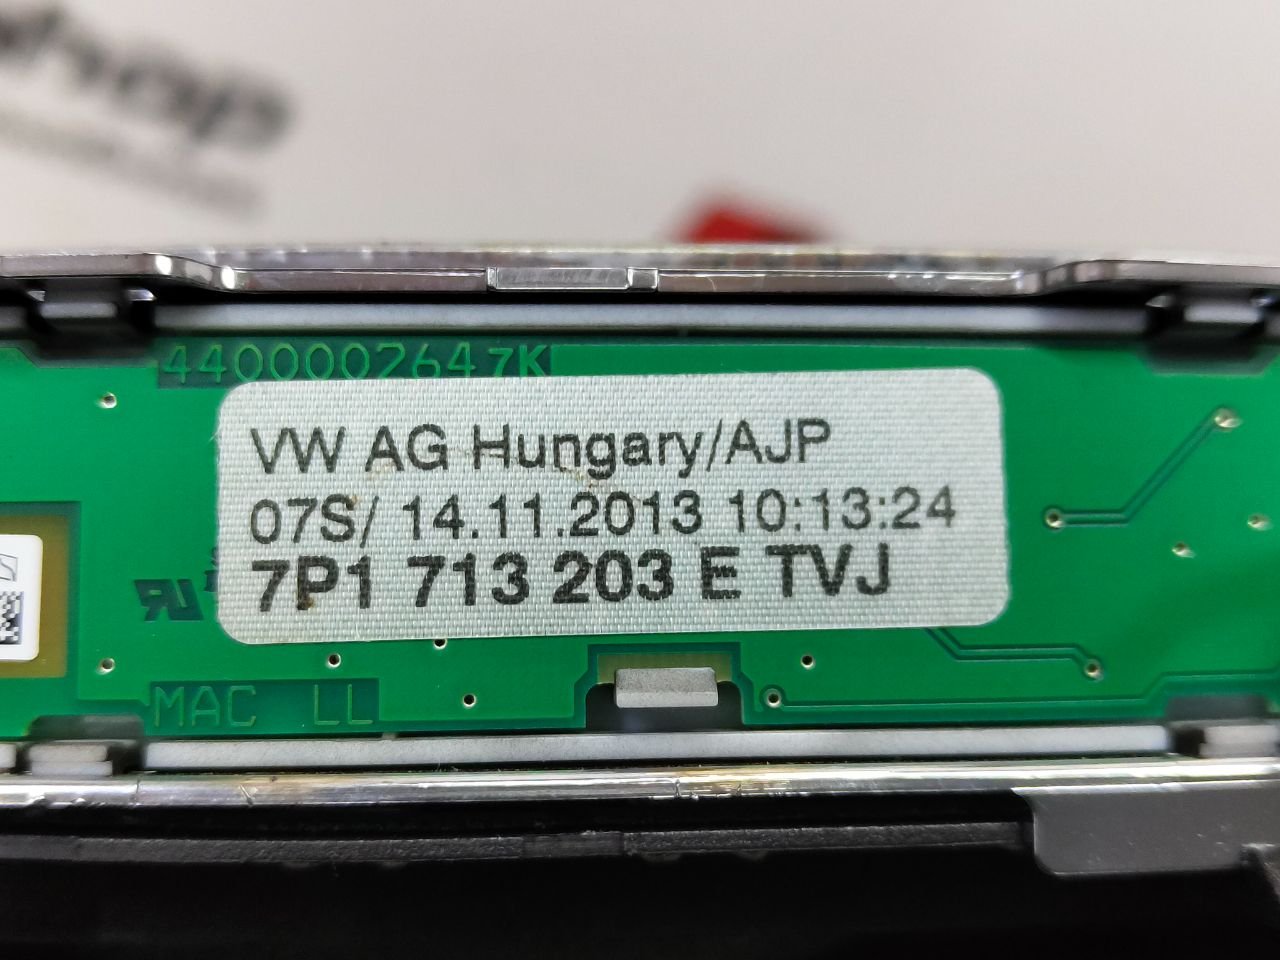 4400002647K
VW AG Hungary/AJP
07S/ 14.11.2013 10:13:24
7P1 713 203 E TVJ
MAC LL